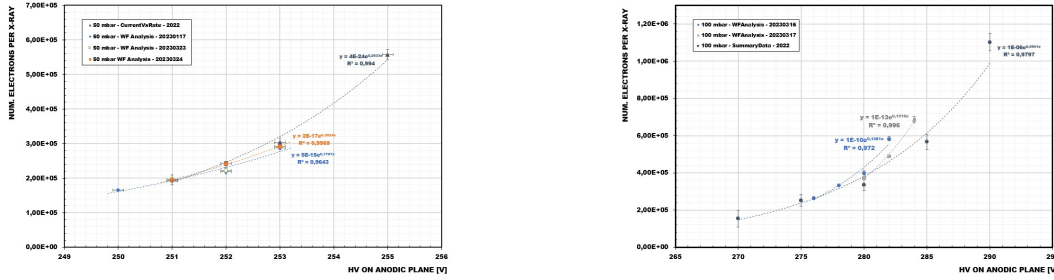 NUM. ELECTRONS PER X-RAY
7,00E+05
6,00E+05
5,00E+05
4,00E+05
3,00E+05
2,00E+05
1,00E+05
0,00E+00
50 mbar - CurrentVsRate - 2022
50 mbar - WF Analysis - 20230117
50 mbar - WF Analysis - 20230323
50 mbar WF Analysis - 20230324
R² = 0,994
R² = 0,9643
249 250 251 252 253 254 255 256
HV ON ANODIC PLANE [V]
NUM. ELECTRONS PER X-RAY
1,20E+06
1,00E+06
8,00E+05
6,00E+05
4,00E+05
2,00E+05
0,00E+00
100 mbar - WFAnalysis - 20230316
100 mbar - WFAnalysis - 20230317
100 mbar - SummaryData - 2022
R² = 0,9797
R² = 0,995
R² = 0,972
265 270 275 280 285 290 29
HV ON ANODIC PLANE